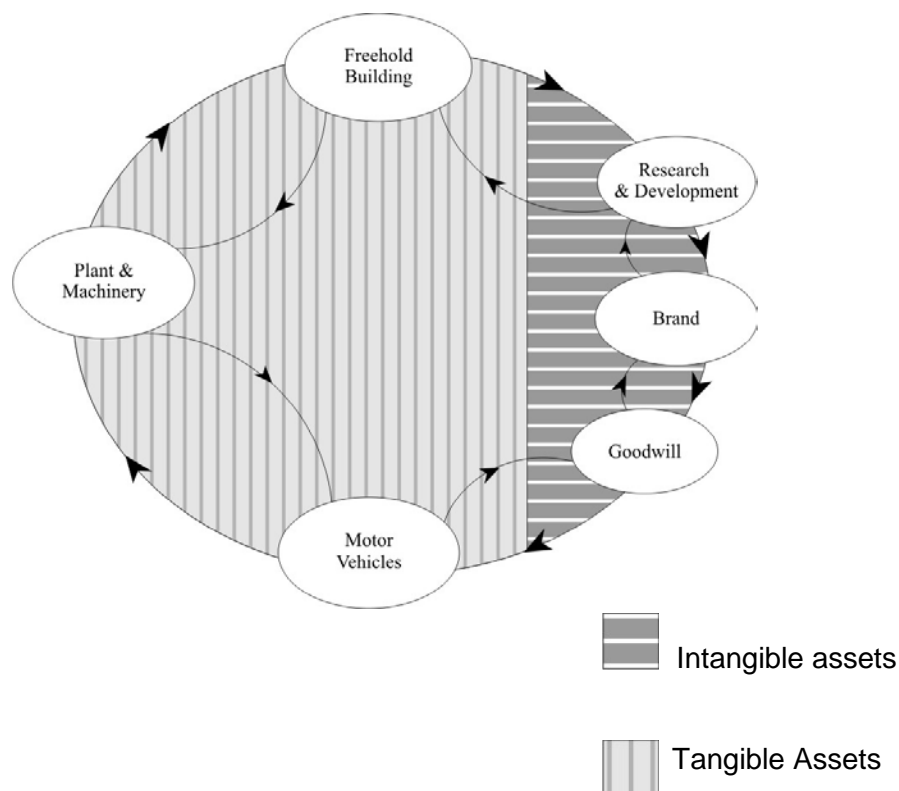 Freehold
Building
Research
& Development
Plant &
Machinery
Brand
Goodwill
Motor
Vehicles
Intangible assets
Tangible Assets